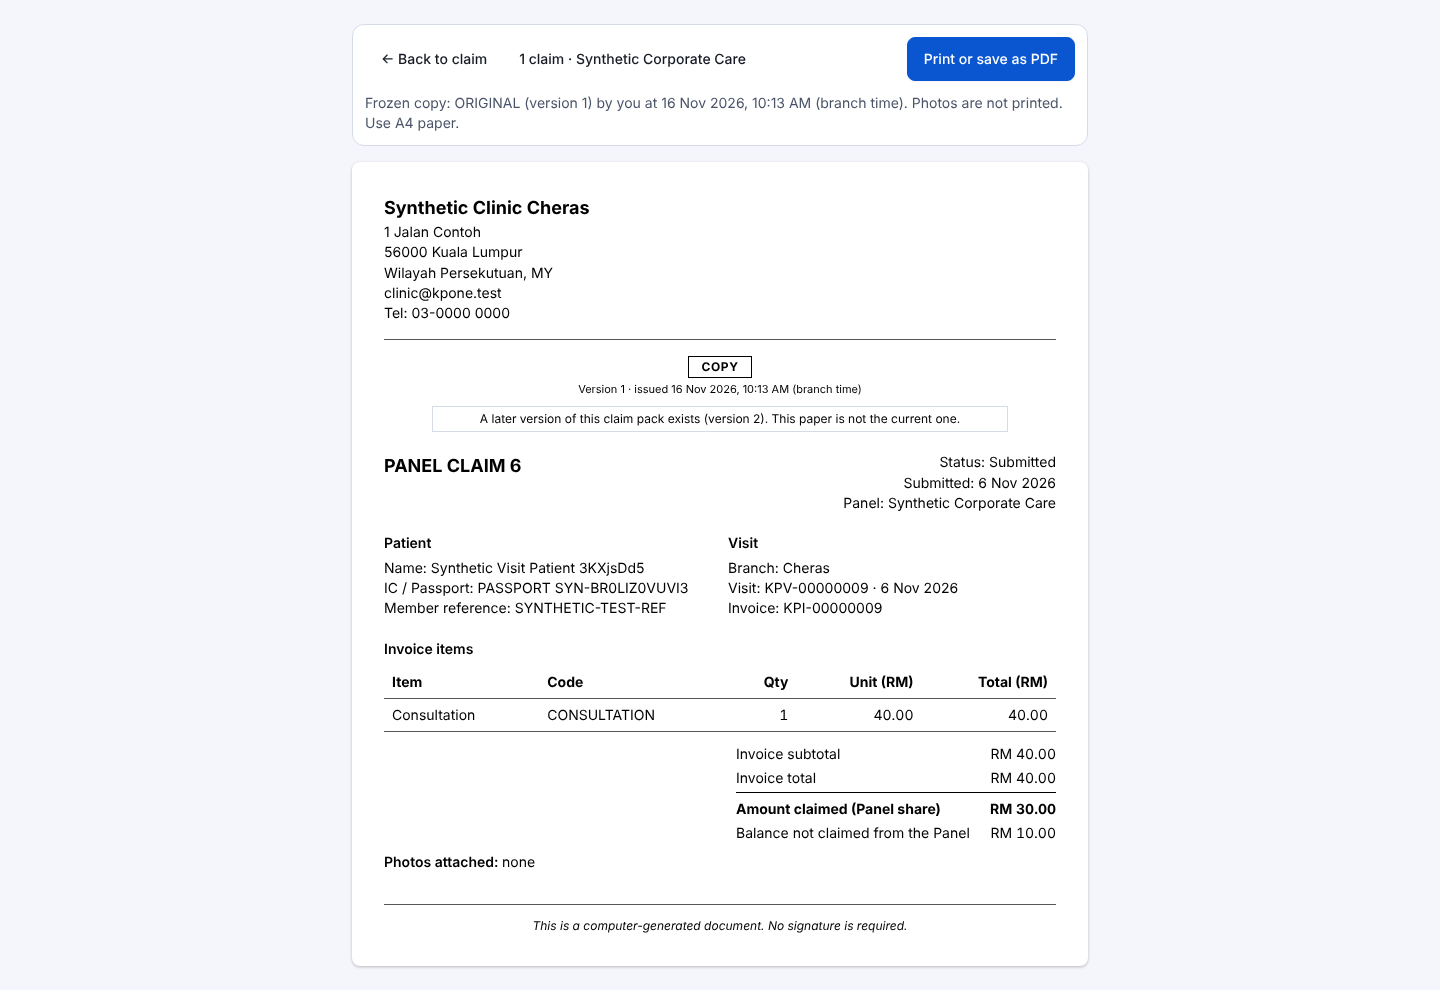 ← Back to claim
1 claim · Synthetic Corporate Care
Print or save as PDF
Frozen copy: ORIGINAL (version 1) by you at 16 Nov 2026, 10:13 AM (branch time). Photos are not printed.
Use A4 paper.
Synthetic Clinic Cheras
1 Jalan Contoh
56000 Kuala Lumpur
Wilayah Persekutuan, MY
clinic@kpone.test
Tel: 03-0000 0000
COPY
Version 1 · issued 16 Nov 2026, 10:13 AM (branch time)
A later version of this claim pack exists (version 2). This paper is not the current one.
PANEL CLAIM 6
Status: Submitted
Submitted: 6 Nov 2026
Panel: Synthetic Corporate Care
Patient
Name: Synthetic Visit Patient 3KXjsDd5
IC / Passport: PASSPORT SYN-BR0LIZ0VUVI3
Member reference: SYNTHETIC-TEST-REF
Visit
Branch: Cheras
Visit: KPV-00000009 · 6 Nov 2026
Invoice: KPI-00000009
Invoice items
Item Code Qty Unit (RM) Total (RM)
Consultation CONSULTATION 1 40.00 40.00
Invoice subtotal RM 40.00
Invoice total RM 40.00
Amount claimed (Panel share) RM 30.00
Balance not claimed from the Panel RM 10.00
Photos attached: none
This is a computer-generated document. No signature is required.